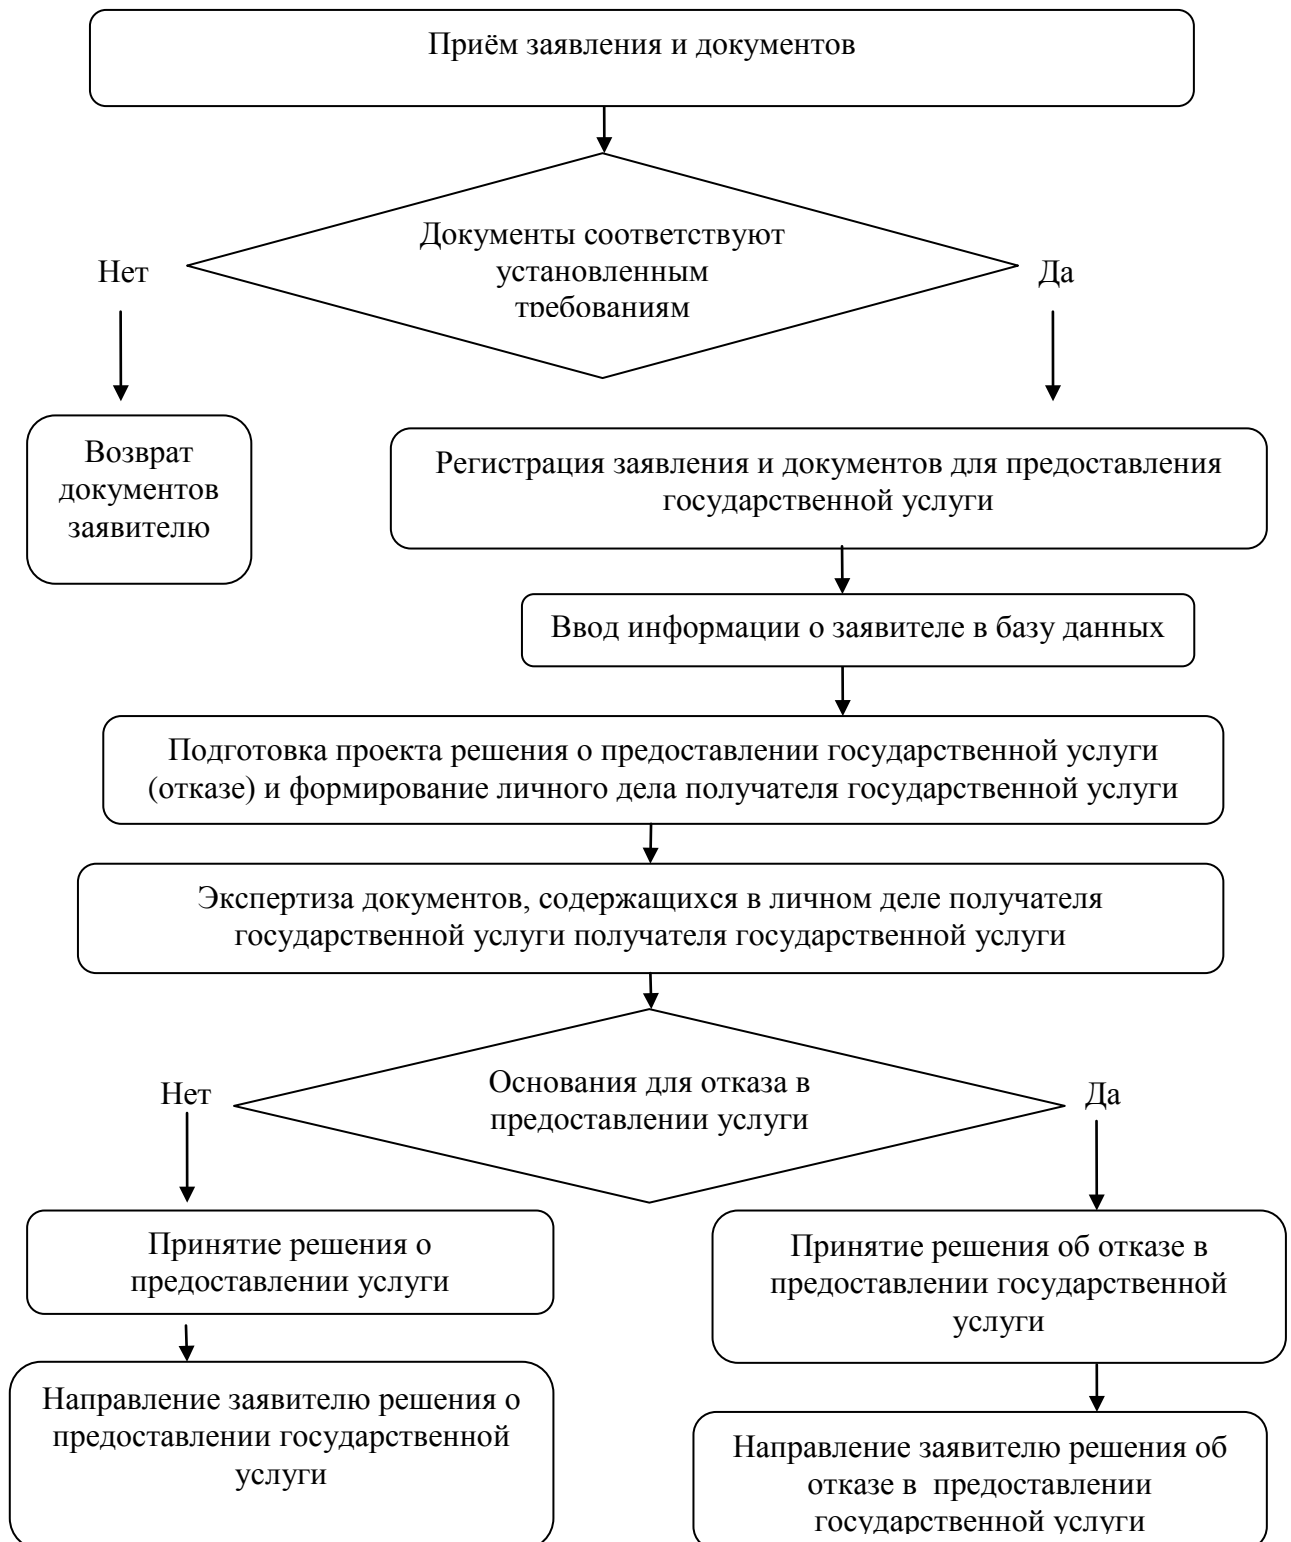 Приём заявления и документов
Документы соответствуют
установленным
требованиям
Нет
Да
Возврат
документов
заявителю
Регистрация заявления и документов для предоставления
государственной услуги
Ввод информации о заявителе в базу данных
Подготовка проекта решения о предоставлении государственной услуги
(отказе) и формирование личного дела получателя государственной услуги
Экспертиза документов, содержащихся в личном деле получателя
государственной услуги получателя государственной услуги
Основания для отказа в
предоставлении услуги
Нет
Да
Принятие решения о
предоставлении услуги
Принятие решения об отказе в
предоставлении государственной
услуги
Направление заявителю решения о
предоставлении государственной
услуги
Направление заявителю решения об
отказе в  предоставлении
государственной услуги